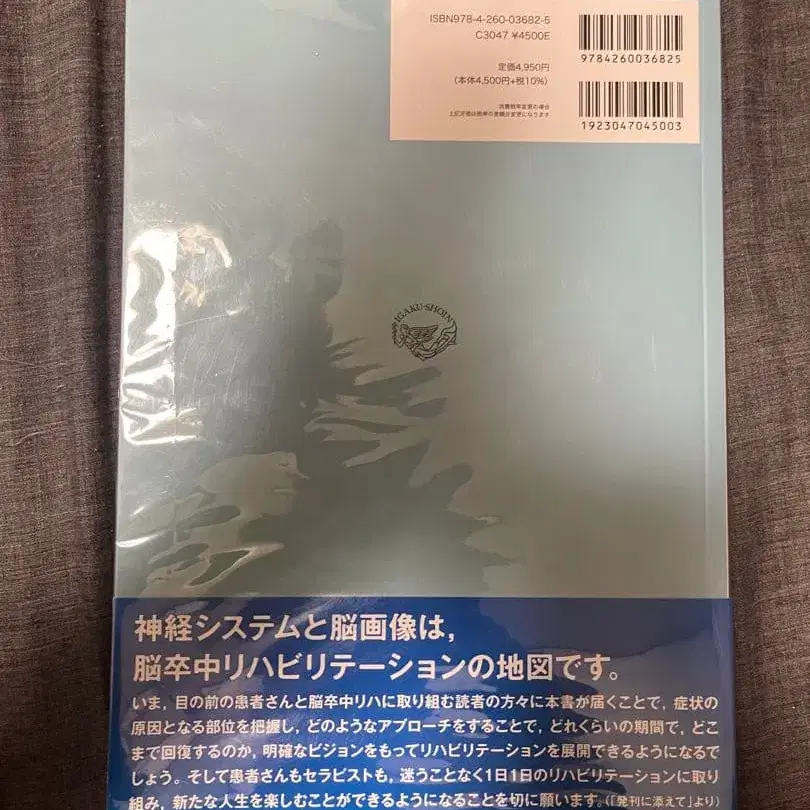 ISBN978-4-260-03682-5
C3047 ¥4500E
9784260036825
定価4,950円
(本体4,500円+税10%)
消費税率変更の場合
上記定価は税率の差額分変更になります
1923047045003
IGAKU-SHOIN
神経システムと脳画像は,
脳卒中リハビリテーションの地図です。
いま,目の前の患者さんと脳卒中リハに取り組む読者の方々に本書が届くことで,症状の
原因となる部位を把握し,どのようなアプローチをすることで,どれくらいの期間で,どこ
まで回復するのか,明確なビジョンをもってリハビリテーションを展開できるようになるで
しょう。そして患者さんもセラピストも,迷うことなく1日1日のリハビリテーションに取り
組み,新たな人生を楽しむことができるようになることを切に願います。(「発刊に添えて」より)